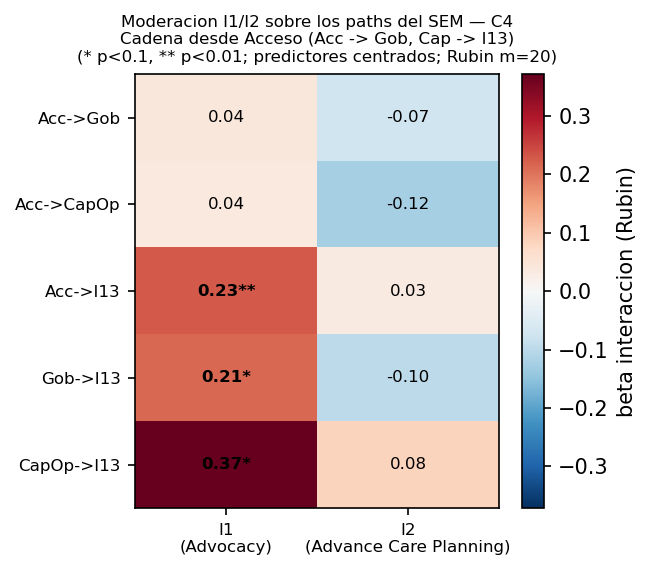 Moderacion I1/I2 sobre los paths del SEM — C4
Cadena desde Acceso (Acc -> Gob, Cap -> I13)
(* p<0.1, ** p<0.01; predictores centrados; Rubin m=20)
Acc->Gob
0.04
-0.07
Acc->CapOp
0.04
-0.12
Acc->I13
0.23**
0.03
Gob->I13
0.21*
-0.10
CapOp->I13
0.37*
0.08
I1
(Advocacy)
I2
(Advance Care Planning)
0.3
0.2
0.1
0.0
−0.1
−0.2
−0.3
beta interaccion (Rubin)